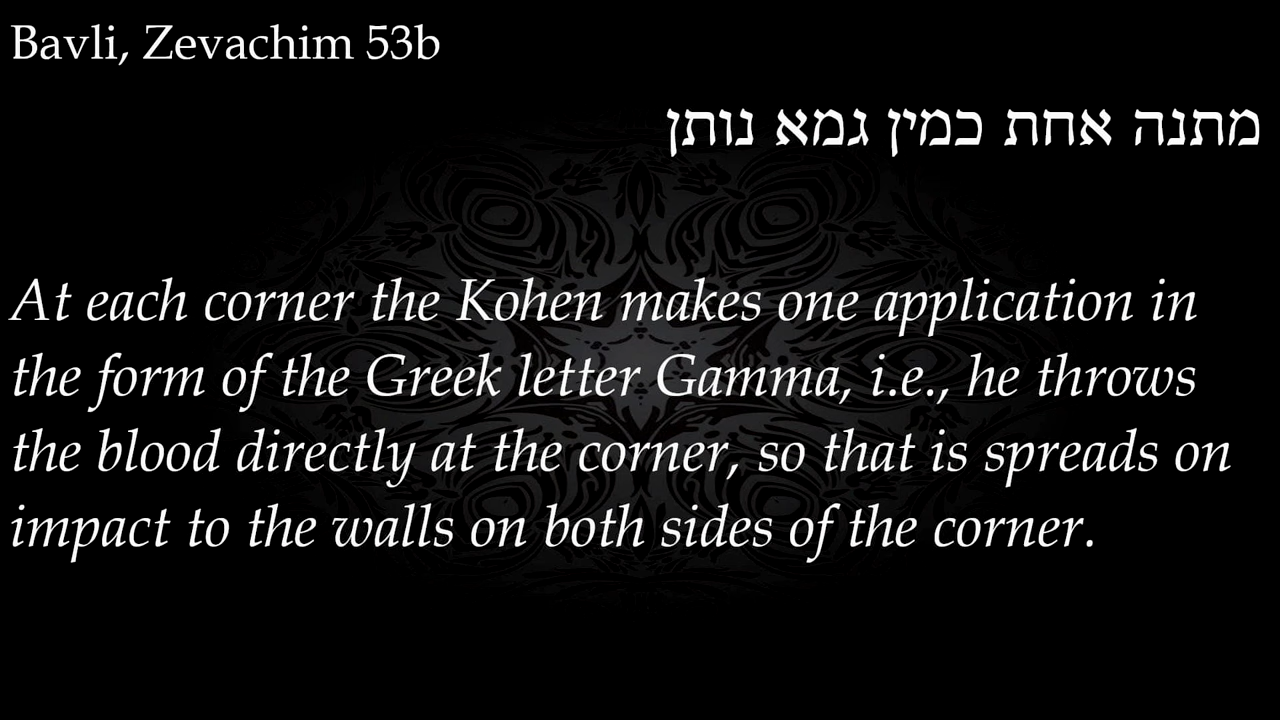 Bavli, Zevachim 53b
מתנה אחת כמין גמא נותן
At each corner the Kohen makes one application in
the form of the Greek letter Gamma, i.e., he throws
the blood directly at the corner, so that is spreads on
impact to the walls on both sides of the corner.